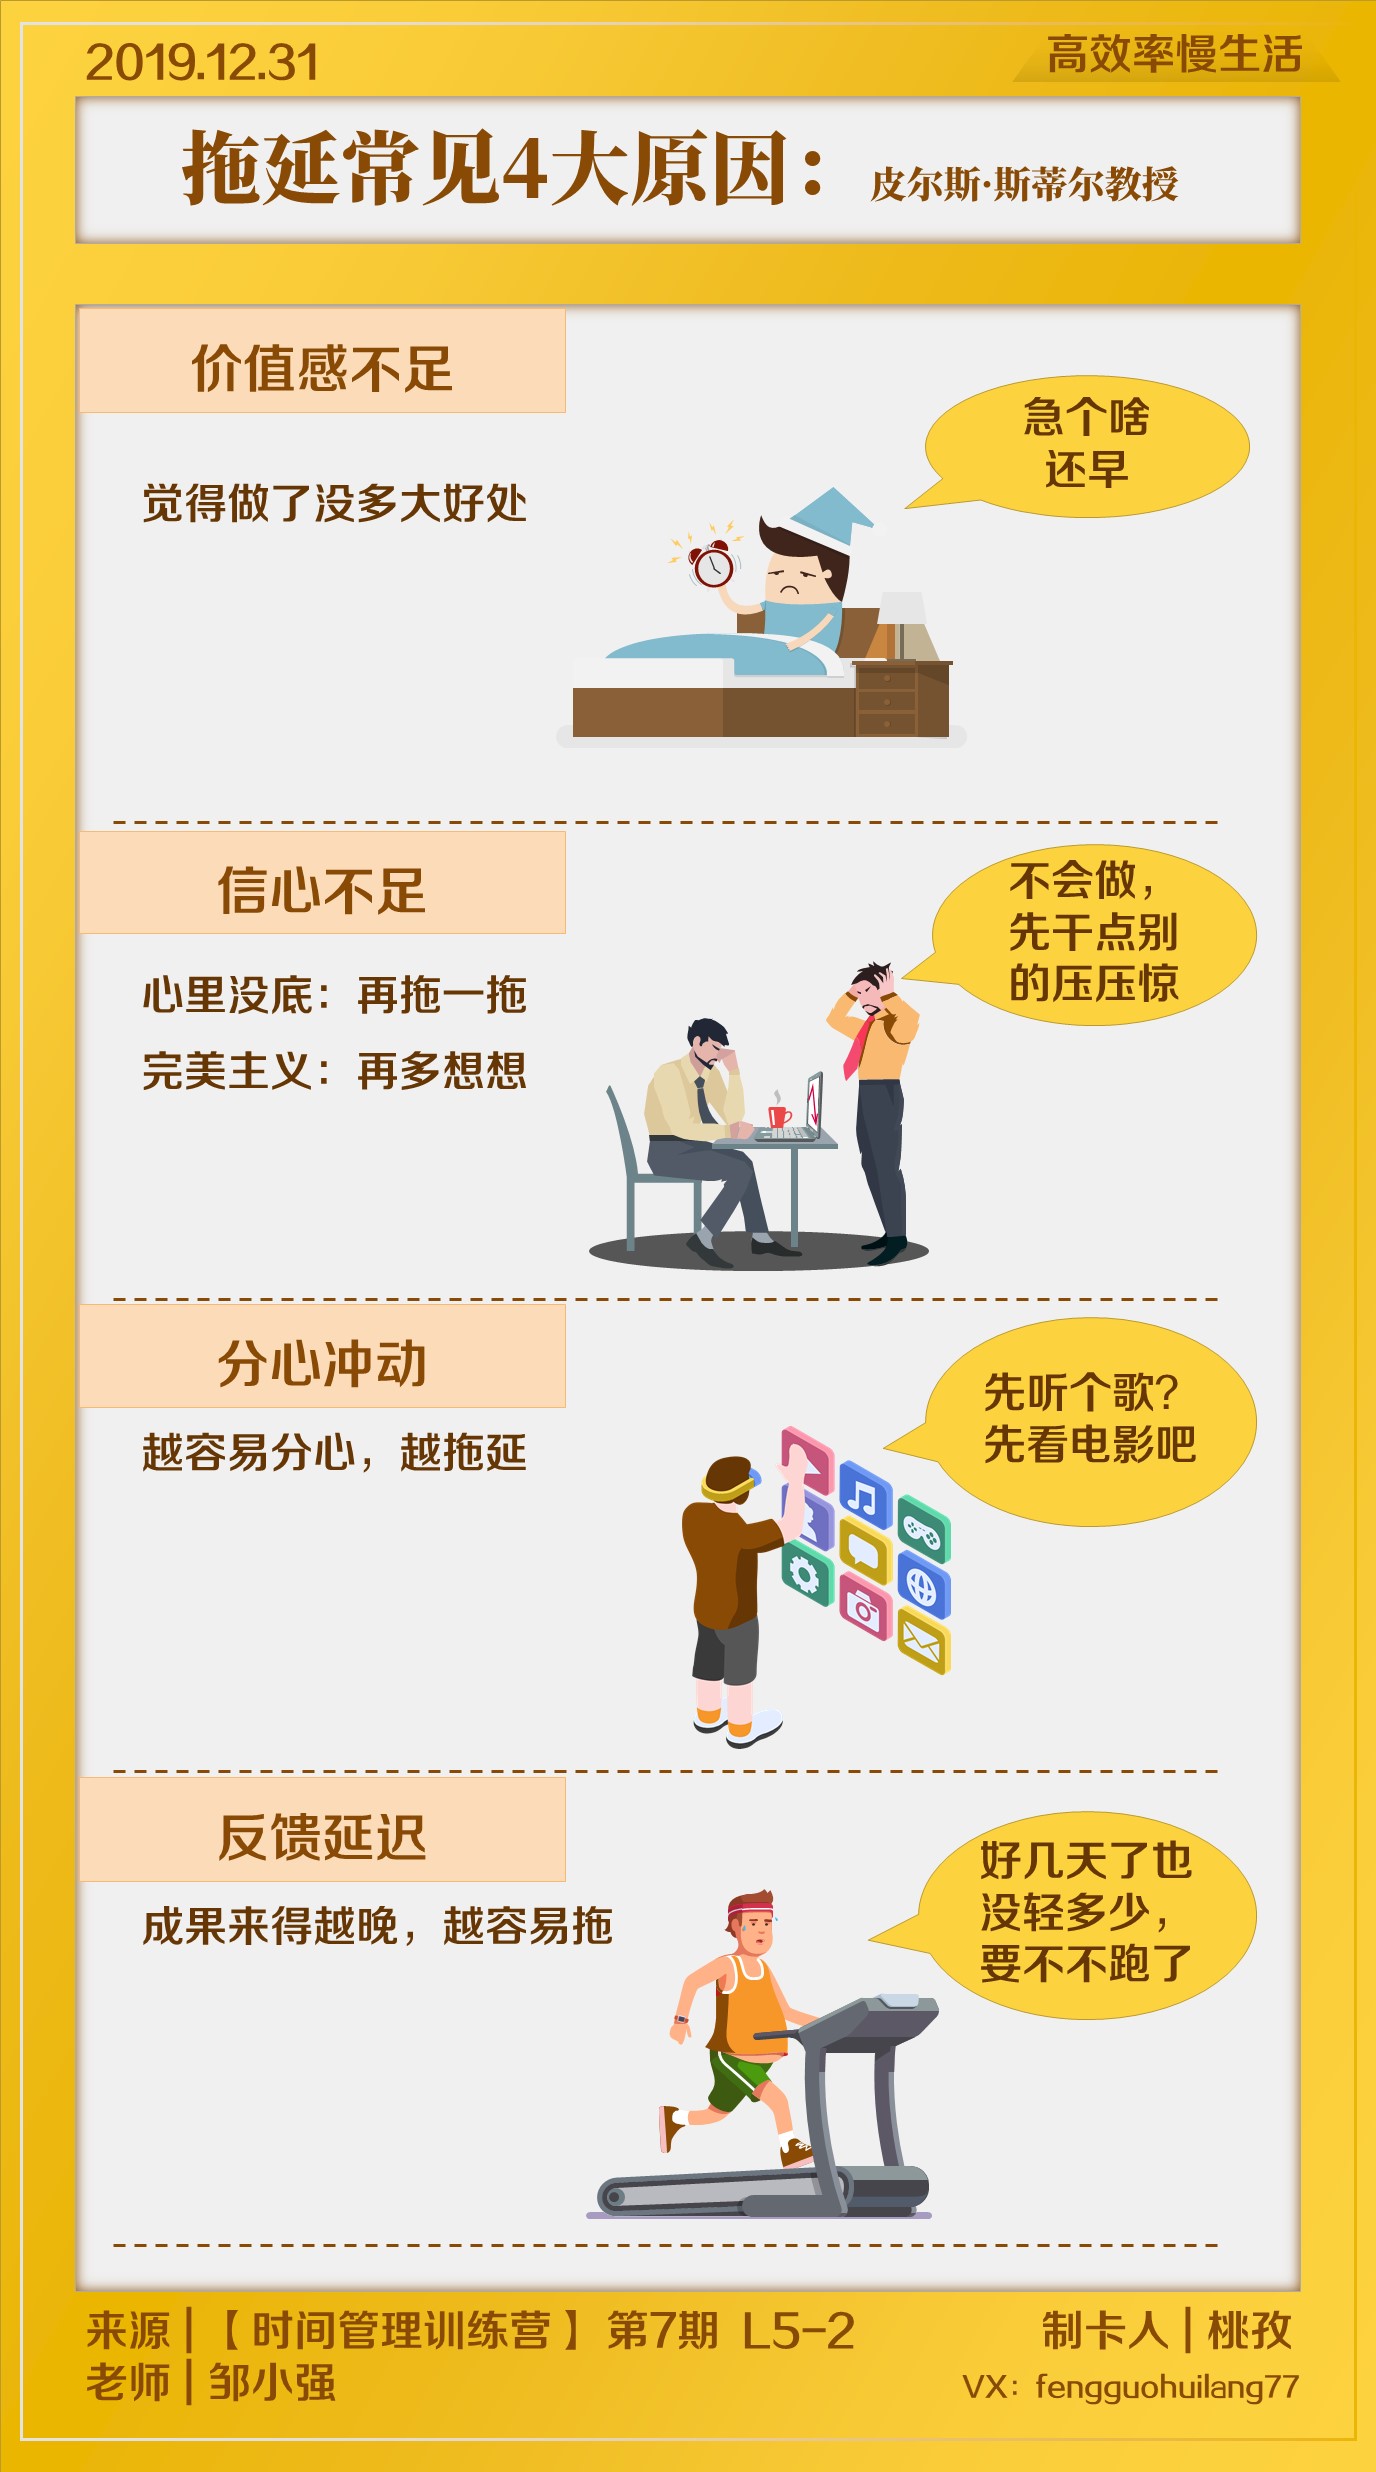 2019.12.31
高效率慢生活
拖延常见4大原因：皮尔斯·斯蒂尔教授
价值感不足
急个啥
还早
觉得做了没多大好处
信心不足
不会做，
先干点别
的压压惊
心里没底：再拖一拖
完美主义：再多想想
分心冲动
先听个歌？
先看电影吧
越容易分心，越拖延
反馈延迟
好几天了也
没轻多少，
要不不跑了
成果来得越晚，越容易拖
来源|【时间管理训练营】第7期 L5-2
制卡人|桃孜
老师|邹小强
VX：fengguohuilang77